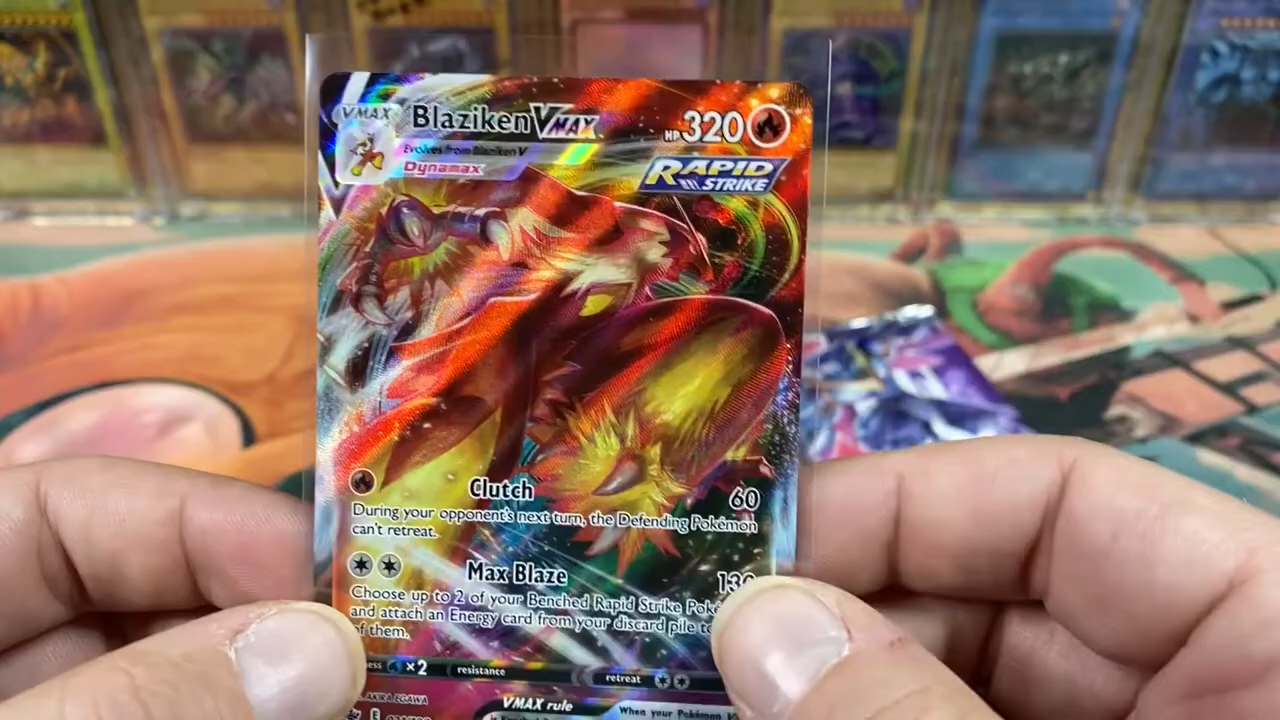 VMAX
Blaziken VMAX
HP 320
Evolves from Blaziken V
Dynamax
RAPID
STRIKE
Clutch 60
During your opponent's next turn, the Defending Pokémon
can't retreat.
Max Blaze 130
Choose up to 2 of your Benched Rapid Strike
and attach an Energy card from your discard pile
of them.
×2 resistance retreat
AKIRA EGAWA
VMAX rule
E
When your Pokémon